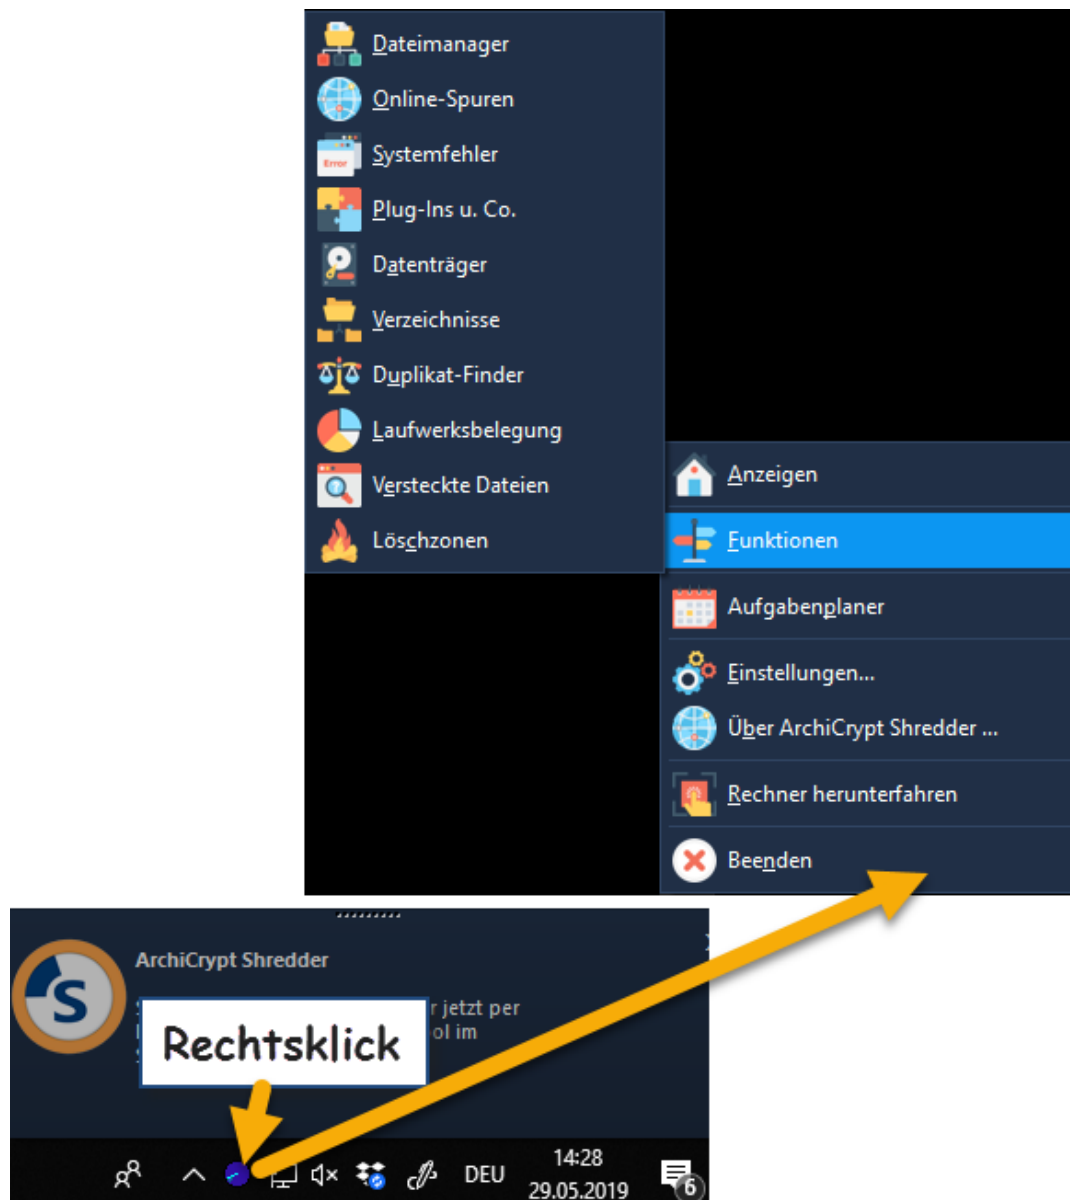 Dateimanager
Online-Spuren
Error
Systemfehler
Plug-Ins u. Co.
Datenträger
Verzeichnisse
Duplikat-Finder
Laufwerksbelegung
Versteckte Dateien
Löschzonen
Anzeigen
Funktionen
Aufgabenplaner
Einstellungen...
Über ArchiCrypt Shredder ...
Rechner herunterfahren
Beenden
S
ArchiCrypt Shredder
jetzt per
im
Rechtsklick
DEU
14:28
29.05.2019
6